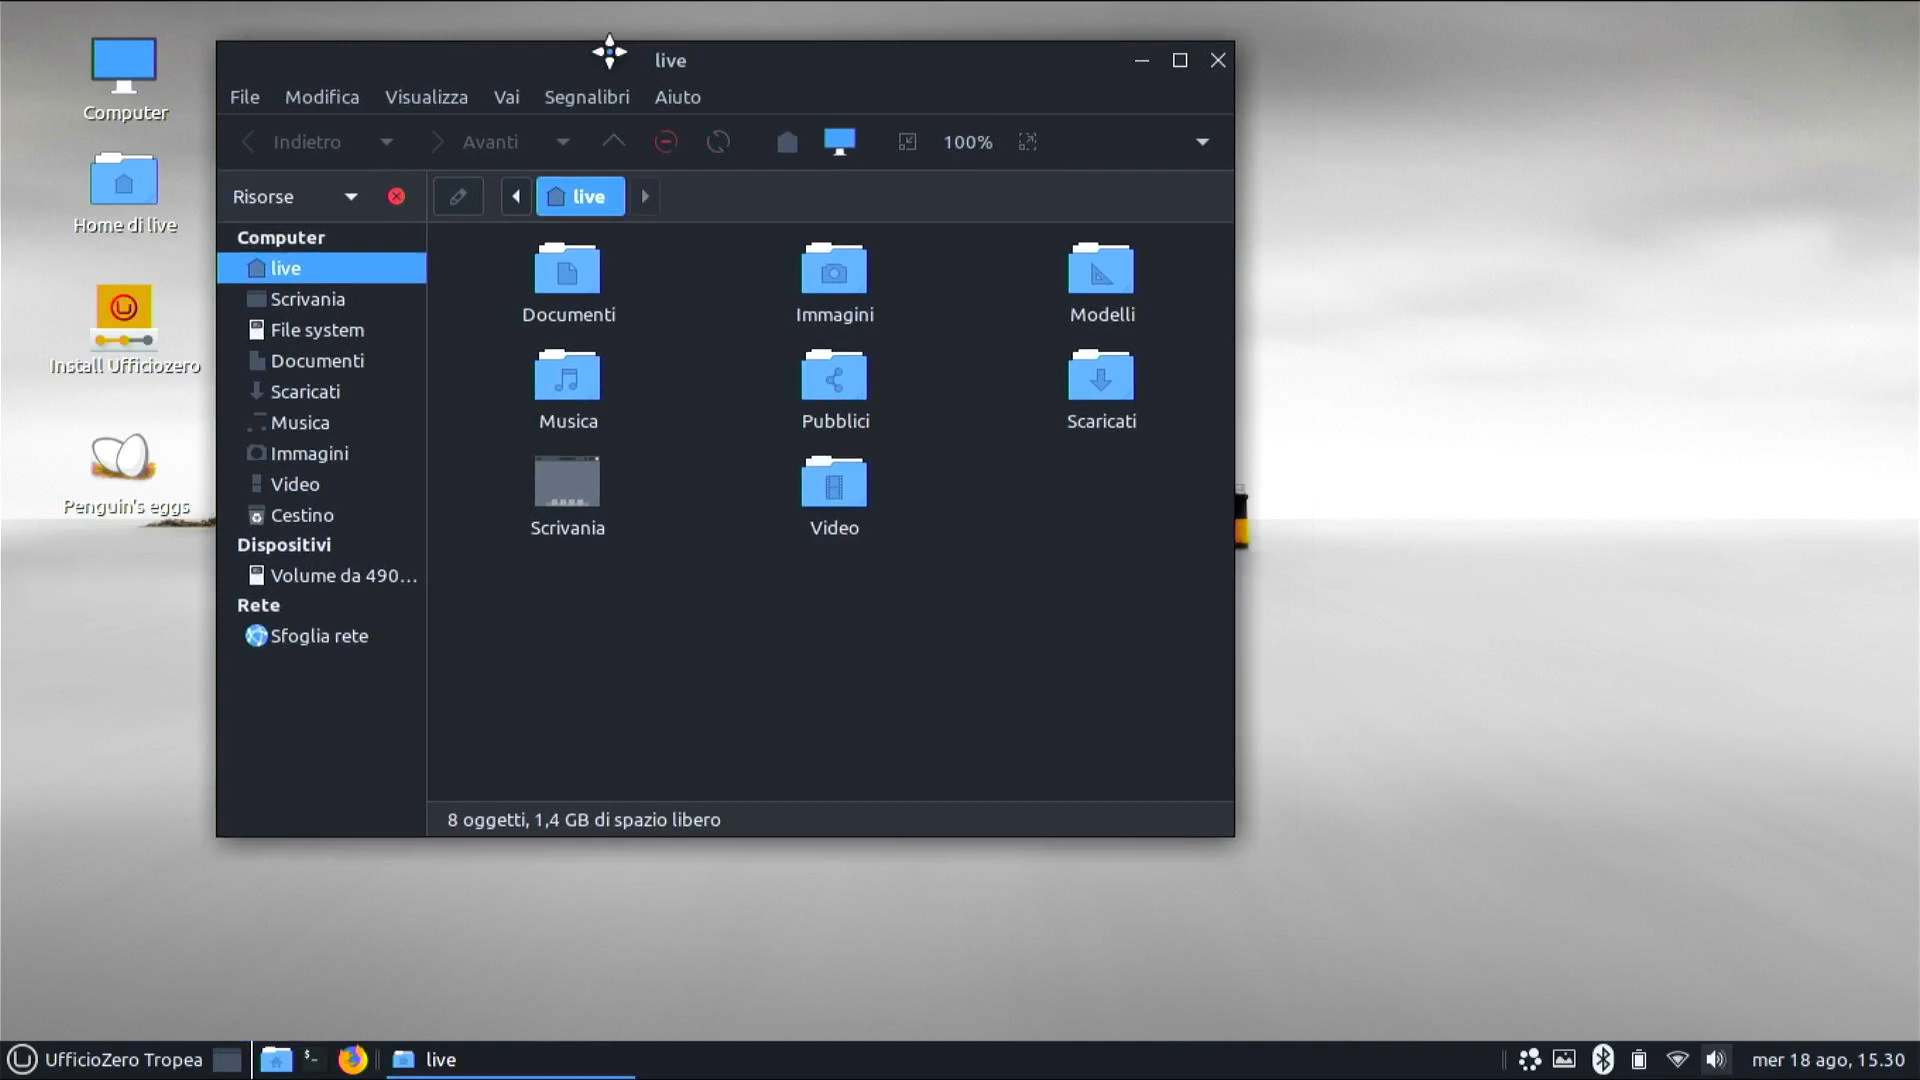 Computer
Home di live
Install Ufficiozero
Penguin's eggs
live
File Modifica Visualizza Vai Segnalibri Aiuto
Indietro Avanti 100%
Risorse live
Computer
live
Scrivania
File system
Documenti
Scaricati
Musica
Immagini
Video
Cestino
Dispositivi
Volume da 490...
Rete
Sfoglia rete
Documenti Immagini Modelli
Musica Pubblici Scaricati
Scrivania Video
8 oggetti, 1,4 GB di spazio libero
UfficioZero Tropea live mer 18 ago, 15.30